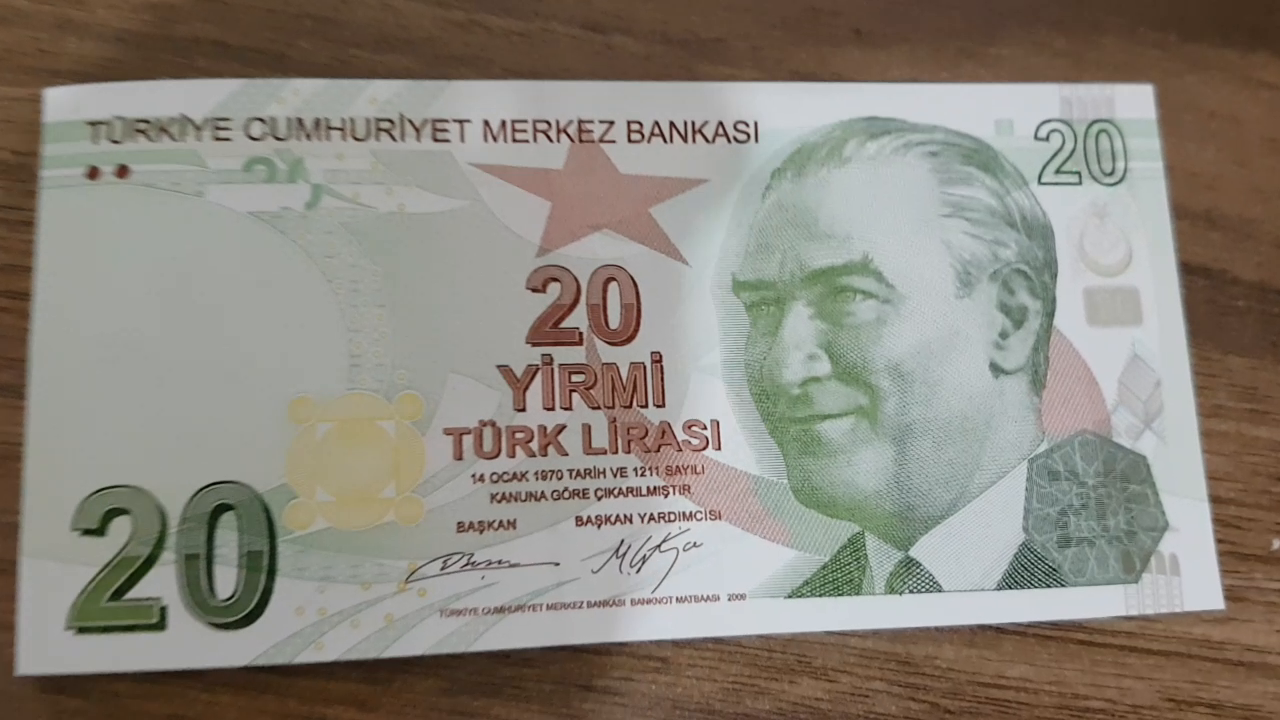 TÜRKİYE CUMHURİYET MERKEZ BANKASI
20
20
YİRMİ
TÜRK LİRASI
14 OCAK 1970 TARİH VE 1211 SAYILI
KANUNA GÖRE ÇIKARILMIŞTIR.
BAŞKAN BAŞKAN YARDIMCISI
20
TÜRKİYE CUMHURİYET MERKEZ BANKASI BANKNOT MATBAASI 2009